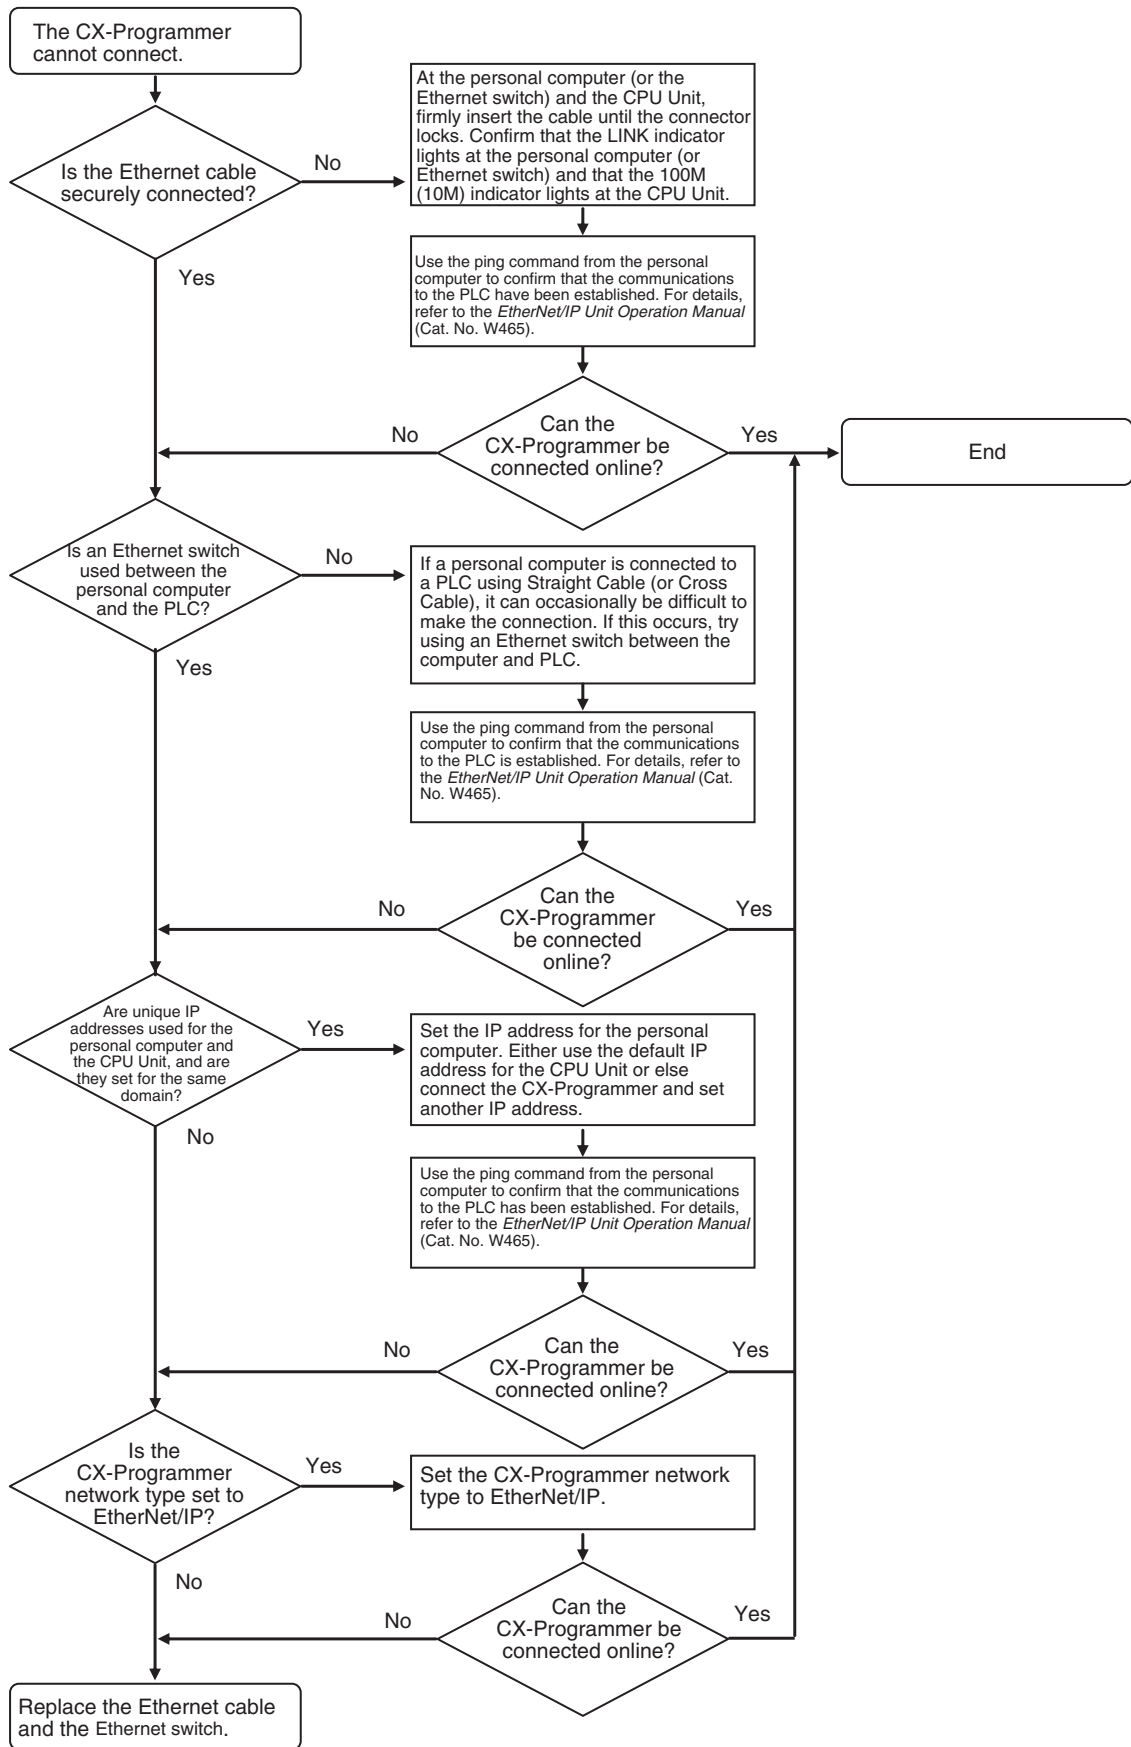 The CX-Programmer
cannot connect.
At the personal computer (or the
Ethernet switch) and the CPU Unit,
firmly insert the cable until the connector
locks. Confirm that the LINK indicator
lights at the personal computer (or
Ethernet switch) and that the 100M
(10M) indicator lights at the CPU Unit.
Is the Ethernet cable
securely connected?
No
Yes
Use the ping command from the personal
computer to confirm that the communications
to the PLC have been established. For details,
refer to the EtherNet/IP Unit Operation Manual
(Cat. No. W465).
Can the
CX-Programmer be
connected online?
No
Yes
End
Is an Ethernet switch
used between the
personal computer
and the PLC?
No
Yes
If a personal computer is connected to
a PLC using Straight Cable (or Cross
Cable), it can occasionally be difficult to
make the connection. If this occurs, try
using an Ethernet switch between the
computer and PLC.
Use the ping command from the personal
computer to confirm that the communications
to the PLC is established. For details, refer to
the EtherNet/IP Unit Operation Manual (Cat.
No. W465).
Can the
CX-Programmer
be connected
online?
No
Yes
Are unique IP
addresses used for the
personal computer and
the CPU Unit, and are
they set for the same
domain?
Yes
No
Set the IP address for the personal
computer. Either use the default IP
address for the CPU Unit or else
connect the CX-Programmer and set
another IP address.
Use the ping command from the personal
computer to confirm that the communications
to the PLC has been established. For details,
refer to the EtherNet/IP Unit Operation Manual
(Cat. No. W465).
Can the
CX-Programmer be
connected online?
No
Yes
Is the
CX-Programmer
network type set to
EtherNet/IP?
Yes
No
Set the CX-Programmer network
type to EtherNet/IP.
Can the
CX-Programmer be
connected online?
No
Yes
Replace the Ethernet cable
and the Ethernet switch.